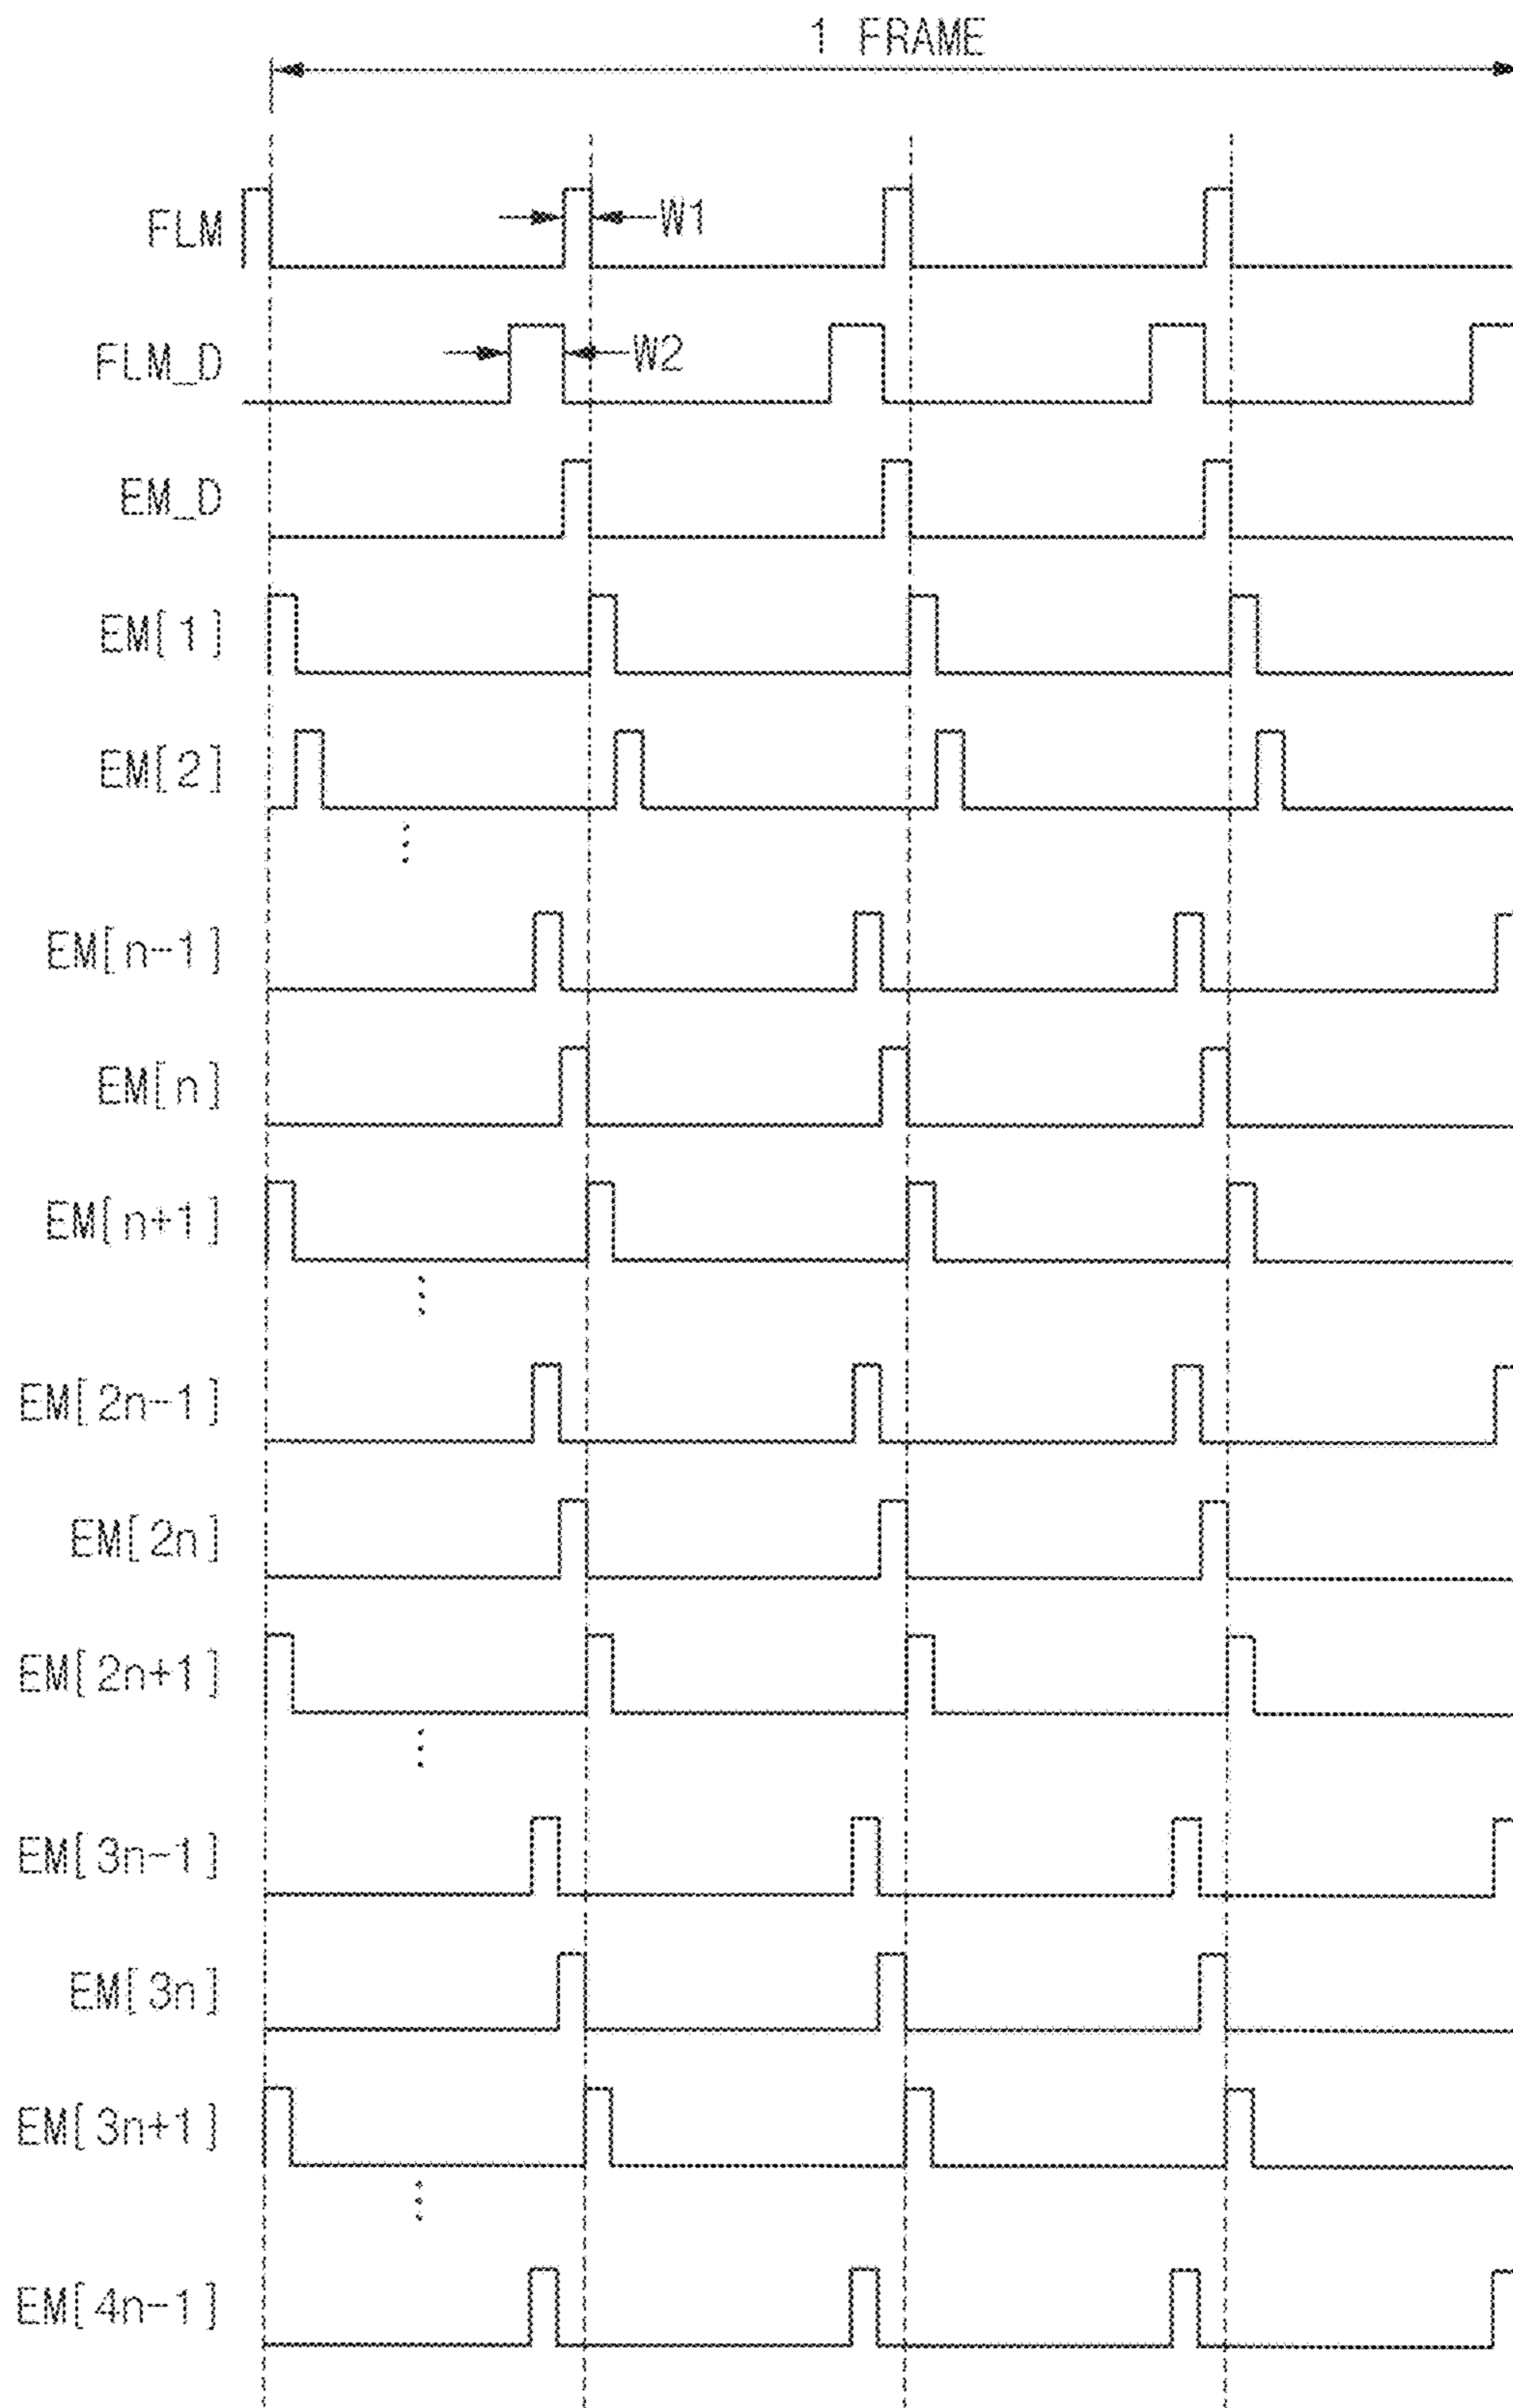 1 FRAME
FLM
W1
FLM_D
W2
EM_D
EM[1]
EM[2]
EM[n-1]
EM[n]
EM[n+1]
EM[2n-1]
EM[2n]
EM[2n+1]
EM[3n-1]
EM[3n]
EM[3n+1]
EM[4n-1]